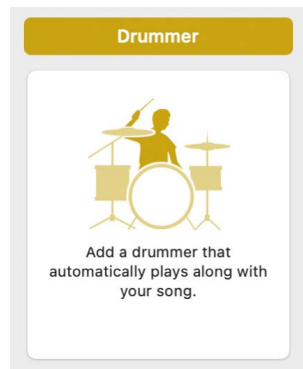 Drummer
Add a drummer that
automatically plays along with
your song.